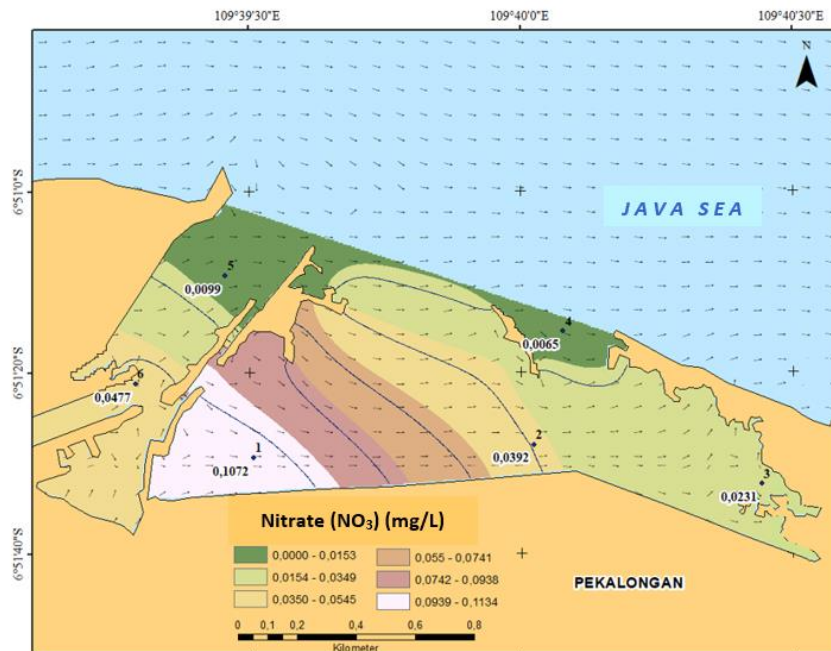 109°39'30"E 109°40'0"E 109°40'30"E
N
6°51'0"S
JAVA SEA
5
0,0099
4
0,0065
6°51'20"S
6
0,0477
1
0,1072
2
0,0392
3
0,0231
6°51'40"S
Nitrate (NO₃) (mg/L)
0,0000 - 0,0153 0,055 - 0,0741
0,0154 - 0,0349 0,0742 - 0,0938
0,0350 - 0,0545 0,0939 - 0,1134
PEKALONGAN
0 0,1 0,2 0,4 0,6 0,8
Kilometer